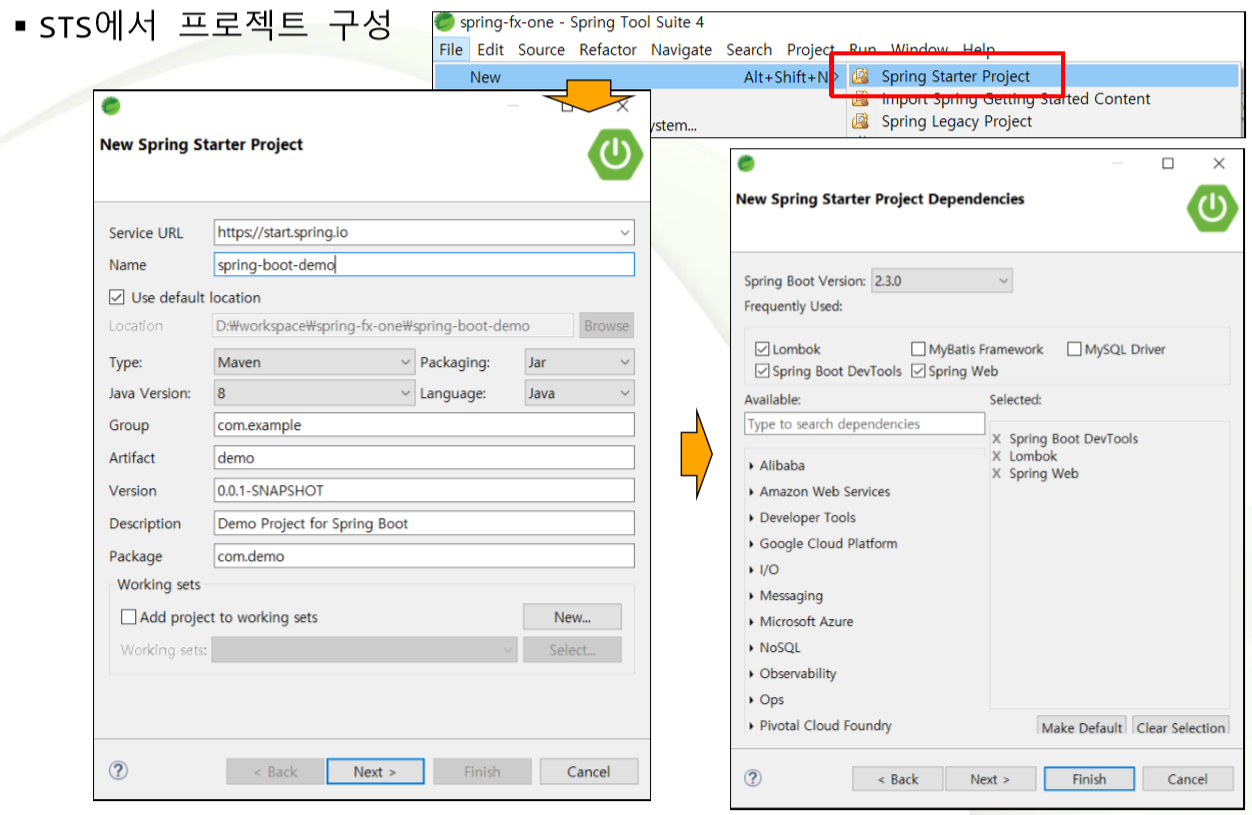 ▪ STS에서 프로젝트 구성
spring-fx-one - Spring Tool Suite 4
File Edit Source Refactor Navigate Search Project Run Window Help
New Alt+Shift+N
Spring Starter Project
Import Spring Getting Started Content
Spring Legacy Project
ystem...
New Spring Starter Project
Service URL https://start.spring.io
Name spring-boot-demo
Use default location
Location D:₩workspace₩spring-fx-one₩spring-boot-demo Browse
Type: Maven Packaging: Jar
Java Version: 8 Language: Java
Group com.example
Artifact demo
Version 0.0.1-SNAPSHOT
Description Demo Project for Spring Boot
Package com.demo
Working sets
Add project to working sets New...
Working sets: Select...
? < Back Next > Finish Cancel
New Spring Starter Project Dependencies
Spring Boot Version: 2.3.0
Frequently Used:
Lombok MyBatis Framework MySQL Driver
Spring Boot DevTools Spring Web
Available: Selected:
Type to search dependencies
X Spring Boot DevTools
X Lombok
X Spring Web
Alibaba
Amazon Web Services
Developer Tools
Google Cloud Platform
I/O
Messaging
Microsoft Azure
NoSQL
Observability
Ops
Pivotal Cloud Foundry
Make Default Clear Selection
? < Back Next > Finish Cancel